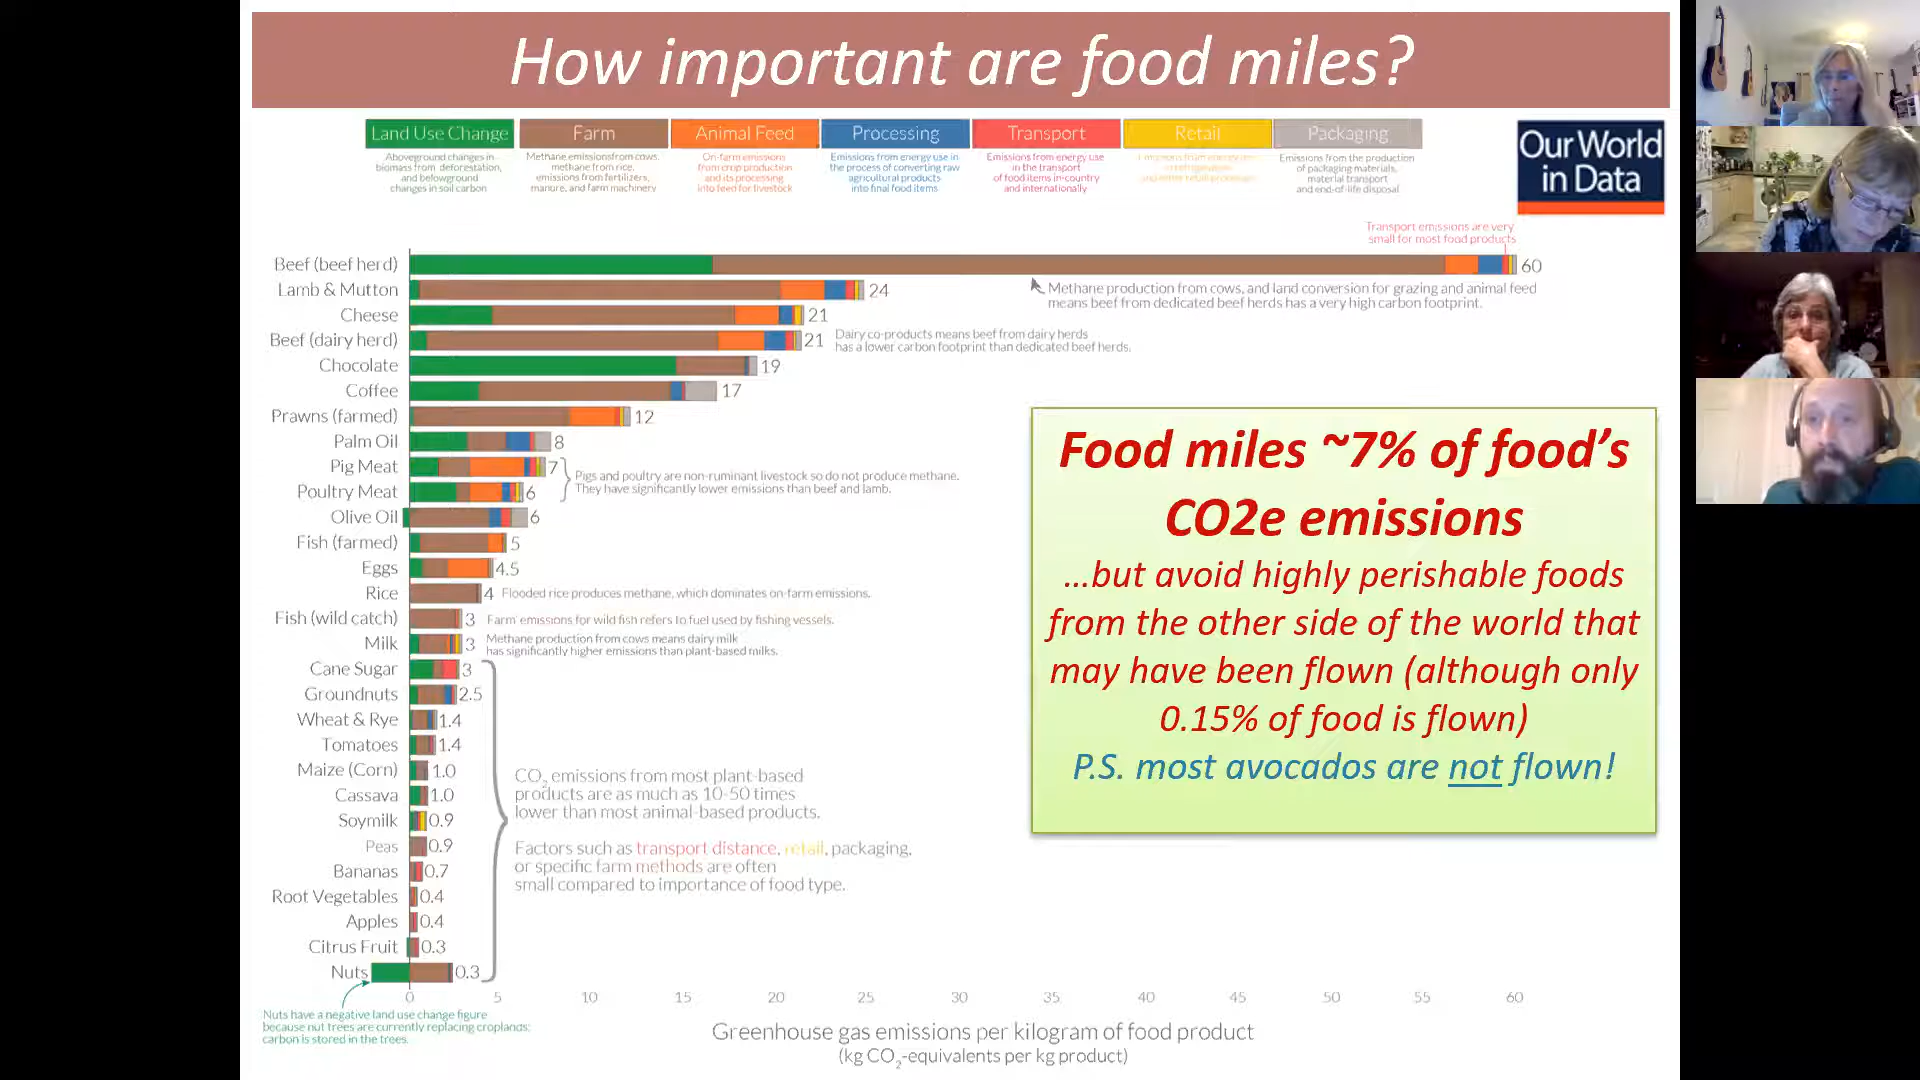 How important are food miles?
Land Use Change
Farm
Animal Feed
Processing
Transport
Retail
Packaging
Aboveground changes in
biomass from deforestation,
and belowground
changes in soil carbon
Methane emissionsfrom cows,
methane from rice,
emissions from fertilizers,
manure, and farm machinery
On-farm emissions
from crop production
and its processing
into feed for livestock
Emissions from energy use in
the process of converting raw
agricultural products
into final food items
Emissions from energy use
in the transport
of food items in-country
and internationally
Emissions from the production
of packaging materials,
material transport
and end-of-life disposal
Our World
in Data
Transport emissions are very
small for most food products
Beef (beef herd) 60
Methane production from cows, and land conversion for grazing and animal feed
means beef from dedicated beef herds has a very high carbon footprint.
Lamb & Mutton 24
Cheese 21
Beef (dairy herd) 21
Dairy co-products means beef from dairy herds
has a lower carbon footprint than dedicated beef herds.
Chocolate 19
Coffee 17
Prawns (farmed) 12
Palm Oil 8
Pig Meat 7
Pigs and poultry are non-ruminant livestock so do not produce methane.
They have significantly lower emissions than beef and lamb.
Poultry Meat 6
Olive Oil 6
Fish (farmed) 5
Eggs 4.5
Rice 4 Flooded rice produces methane, which dominates on-farm emissions.
Fish (wild catch) 3 Farm emissions for wild fish refers to fuel used by fishing vessels.
Milk 3
Methane production from cows means dairy milk
has significantly higher emissions than plant-based milks.
Cane Sugar 3
Groundnuts 2.5
Wheat & Rye 1.4
Tomatoes 1.4
Maize (Corn) 1.0
Cassava 1.0
Soymilk 0.9
Peas 0.9
Bananas 0.7
Root Vegetables 0.4
Apples 0.4
Citrus Fruit 0.3
Nuts 0.3
CO2 emissions from most plant-based
products are as much as 10-50 times
lower than most animal-based products.
Factors such as transport distance, retail, packaging,
or specific farm methods are often
small compared to importance of food type.
Food miles ~7% of food's
CO2e emissions
...but avoid highly perishable foods
from the other side of the world that
may have been flown (although only
0.15% of food is flown)
P.S. most avocados are not flown!
0 5 10 15 20 25 30 35 40 45 50 55 60
Nuts have a negative land use change figure
because nut trees are currently replacing croplands;
carbon is stored in the trees.
Greenhouse gas emissions per kilogram of food product
(kg CO2-equivalents per kg product)